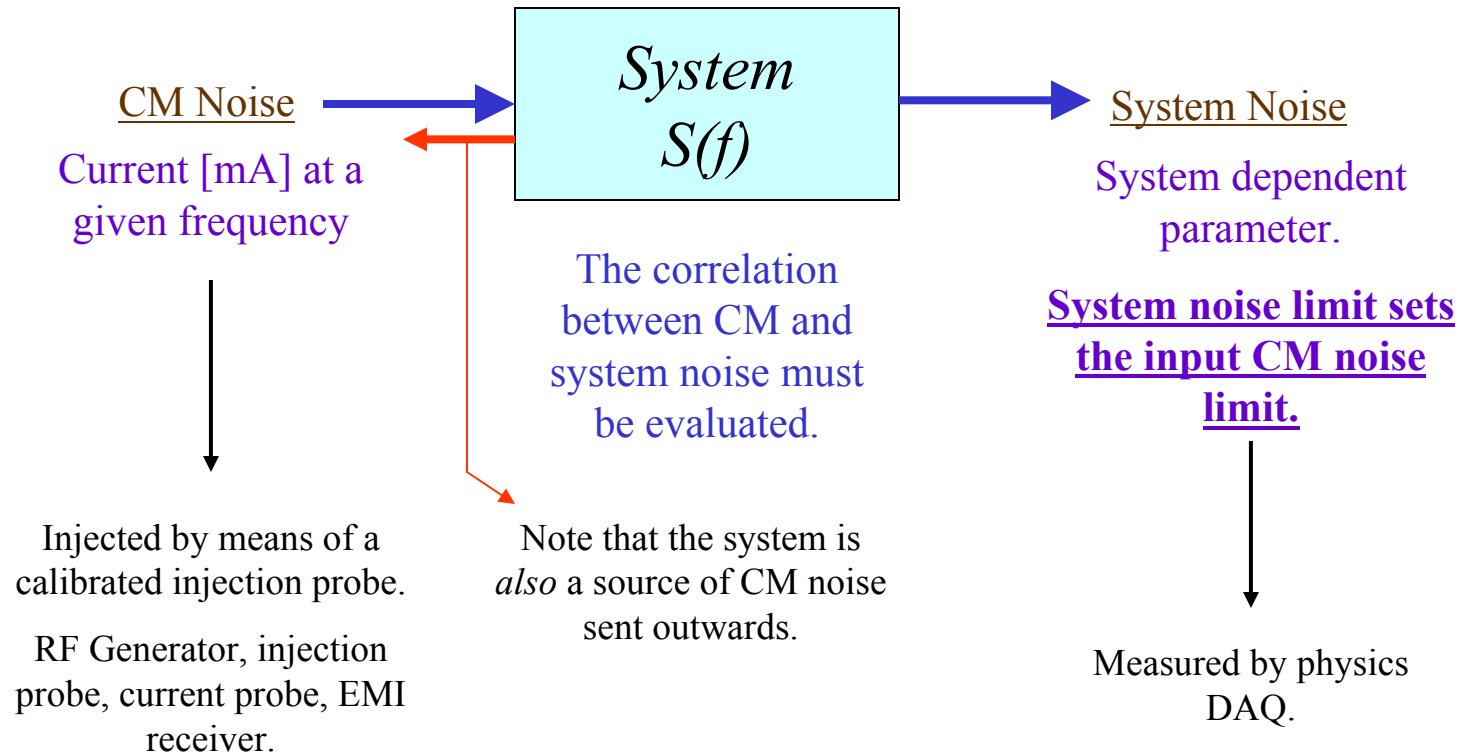 CM Noise
Current [mA] at a
given frequency
Injected by means of a
calibrated injection probe.
RF Generator, injection
probe, current probe, EMI
receiver.
System
S(f)
The correlation
between CM and
system noise must
be evaluated.
Note that the system is
also a source of CM noise
sent outwards.
System Noise
System dependent
parameter.
System noise limit sets
the input CM noise
limit.
Measured by physics
DAQ.